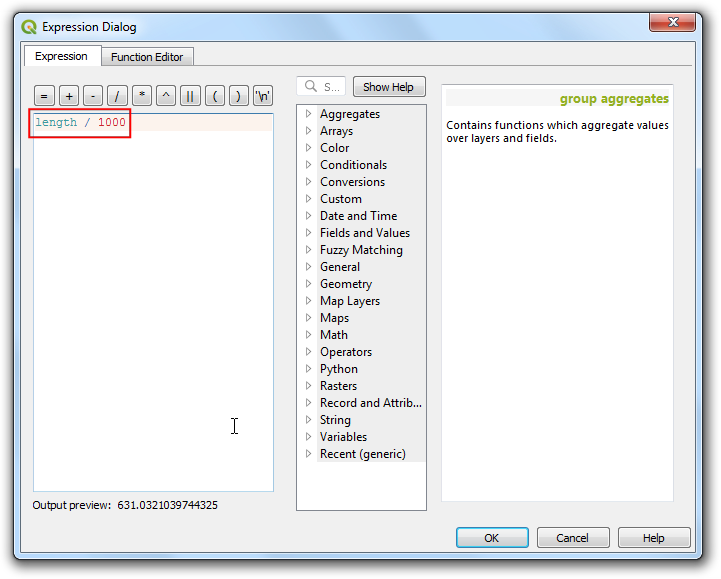 Expression Dialog
Expression
Function Editor
= + - / * ^ || ( ) '\n'
S...
Show Help
length / 1000
Aggregates
Arrays
Color
Conditionals
Conversions
Custom
Date and Time
Fields and Values
Fuzzy Matching
General
Geometry
Map Layers
Maps
Math
Operators
Python
Rasters
Record and Attrib...
String
Variables
Recent (generic)
group aggregates
Contains functions which aggregate values
over layers and fields.
Output preview: 631.0321039744325
OK
Cancel
Help